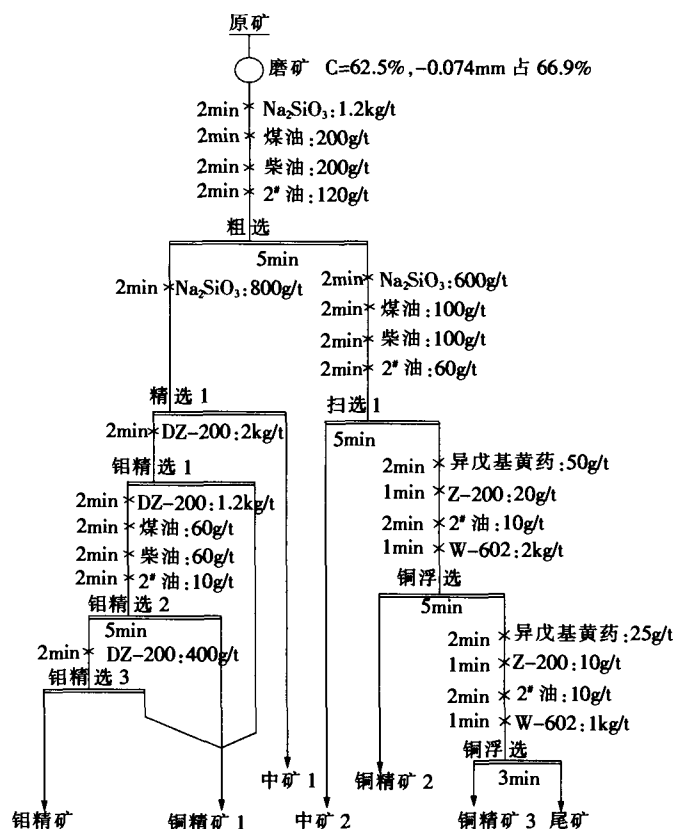 原矿
磨矿 C=62.5%,-0.074mm 占 66.9%
2min Na₂SiO₃:1.2kg/t
2min 煤油:200g/t
2min 柴油:200g/t
2min 2# 油:120g/t
粗选
5min
2min Na₂SiO₃:800g/t
2min Na₂SiO₃:600g/t
2min 煤油:100g/t
2min 柴油:100g/t
2min 2# 油:60g/t
精选 1
扫选1
2min DZ-200:2kg/t
5min
钼精选 1
2min 异戊基黄药:50g/t
1min Z-200:20g/t
2min 2# 油:10g/t
1min W-602:2kg/t
2min DZ-200:1.2kg/t
2min 煤油:60g/t
2min 柴油:60g/t
2min 2# 油:10g/t
铜浮选
钼精选2
5min
5min
2min 异戊基黄药:25g/t
1min Z-200:10g/t
2min 2# 油:10g/t
1min W-602:1kg/t
2min DZ-200:400g/t
钼精选3
铜浮选
3min
中矿 1
铜精矿 2
钼精矿
铜精矿 1
中矿 2
铜精矿 3
尾矿